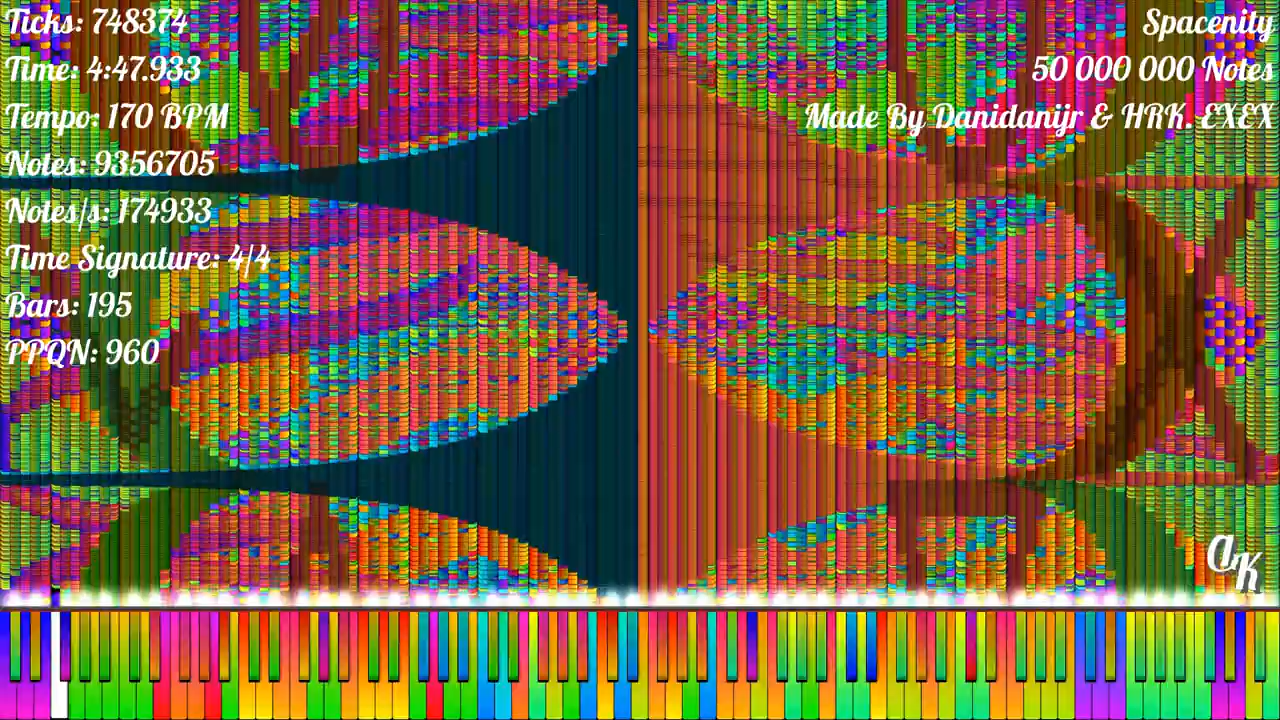 Ticks: 748374
Time: 4:47.933
Tempo: 170 BPM
Notes: 9356705
Notes/s: 174933
Time Signature: 4/4
Bars: 195
PPQN: 960
Spacenity
50 000 000 Notes
Made By Danidanijr & HRK. EXEX
AK